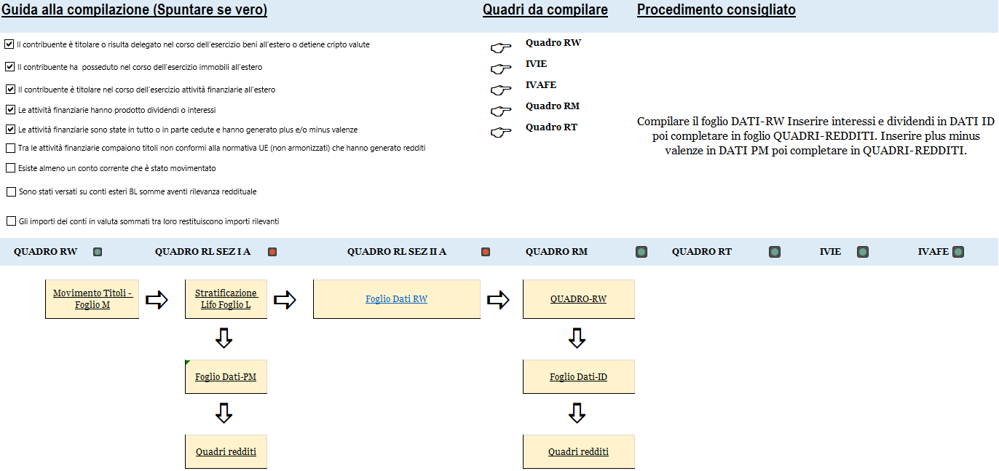 Guida alla compilazione (Spuntare se vero)
Quadri da compilare
Procedimento consigliato
Il contribuente è titolare o risulta delegato nel corso dell'esercizio beni all'estero o detiene cripto valute
Il contribuente ha posseduto nel corso dell'esercizio immobili all'estero
Il contribuente è titolare nel corso dell'esercizio attività finanziarie all'estero
Le attività finanziarie hanno prodotto dividendi o interessi
Le attività finanziarie sono state in tutto o in parte cedute e hanno generato plus e/o minus valenze
Tra le attività finanziarie compaiono titoli non conformi alla normativa UE (non armonizzati) che hanno generato redditi
Esiste almeno un conto corrente che è stato movimentato
Sono stati versati su conti esteri BL somme aventi rilevanza reddituale
Gli importi dei conti in valuta sommati tra loro restituiscono importi rilevanti
Quadro RW
IVIE
IVAFE
Quadro RM
Quadro RT
Compilare il foglio DATI-RW Inserire interessi e dividendi in DATI ID
poi completare in foglio QUADRI-REDDITI. Inserire plus minus
valenze in DATI PM poi completare in QUADRI-REDDITI.
QUADRO RW
QUADRO RL SEZ I A
QUADRO RL SEZ II A
QUADRO RM
QUADRO RT
IVIE
IVAFE
Movimento Titoli -
Foglio M
Stratificazione
Lifo Foglio L
Foglio Dati RW
QUADRO-RW
Foglio Dati-PM
Foglio Dati-ID
Quadri redditi
Quadri redditi